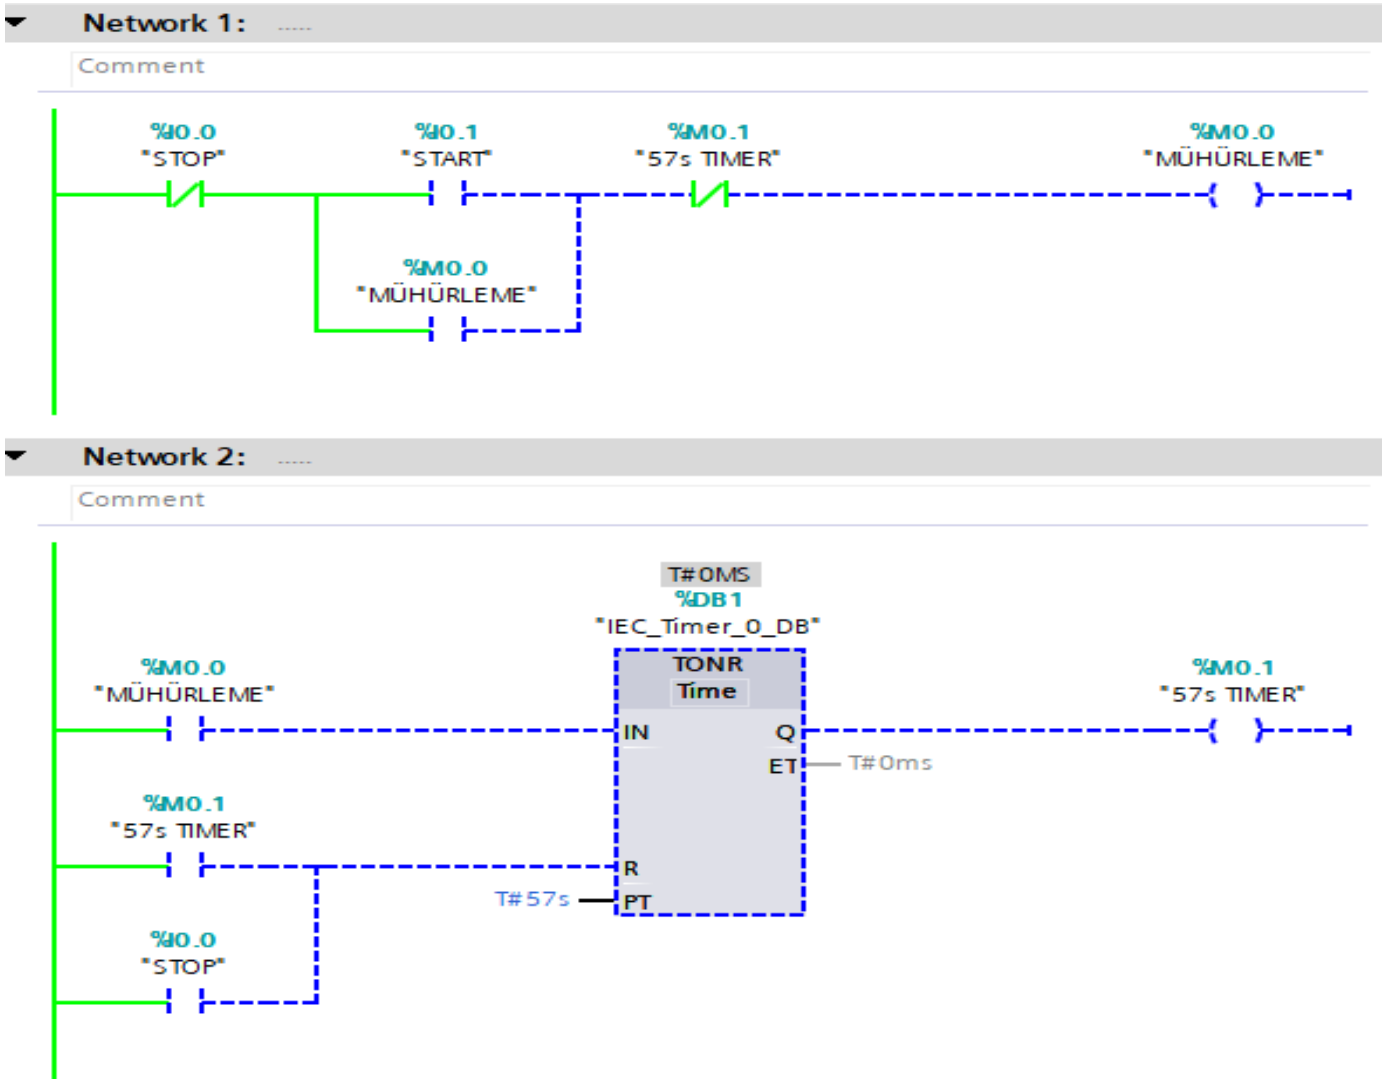 Network 1: .....
Comment
%I0.0 %I0.1 %M0.1 %M0.0
"STOP" "START" "57s TIMER" "MÜHÜRLEME"
%M0.0
"MÜHÜRLEME"
Network 2: .....
Comment
T#0MS
%DB1
"IEC_Timer_0_DB"
%M0.0 TONR %M0.1
"MÜHÜRLEME" Time "57s TIMER"
IN Q
ET T#0ms
%M0.1
"57s TIMER"
R
T#57s PT
%I0.0
"STOP"